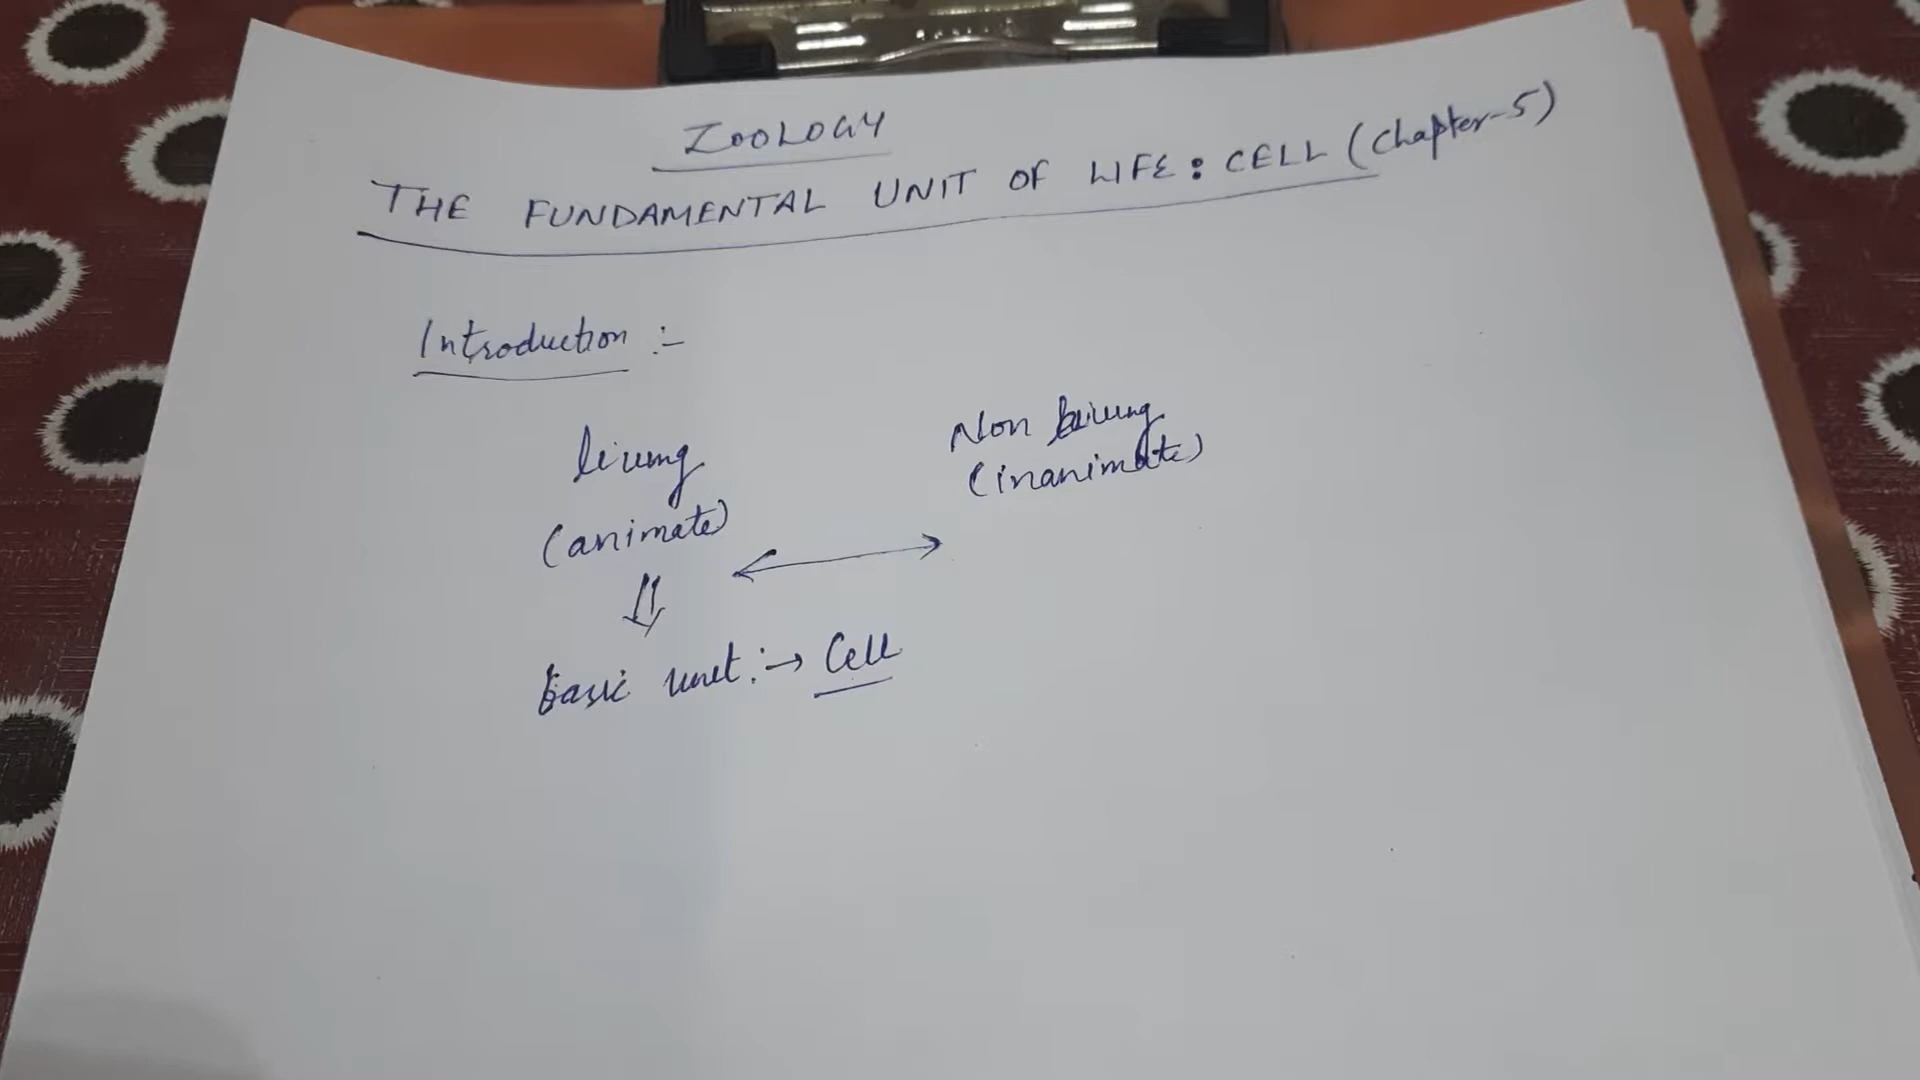 ZOOLOGY
THE FUNDAMENTAL UNIT OF LIFE : CELL (Chapter-5)
Introduction :-
living
(animate)
Non living
(inanimate)
Basic unit :→ Cell